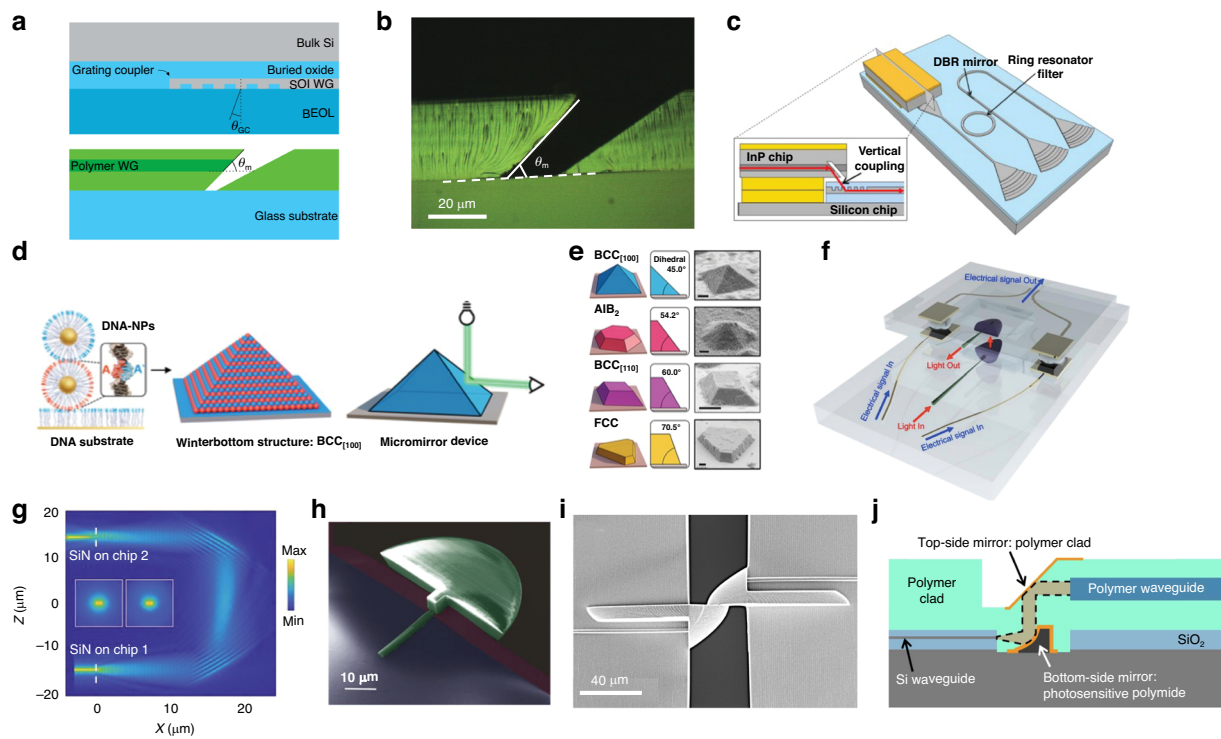 a
Bulk Si
Grating coupler
Buried oxide
SOI WG
BEOL
θGC
Polymer WG
θm
Glass substrate
b
θm
20 μm
c
DBR mirror
Ring resonator
filter
Vertical
coupling
InP chip
Silicon chip
d
DNA-NPs
A
A'
DNA substrate
Winterbottom structure: BCC[100]
Micromirror device
e
BCC[100]
Dihedral
45.0°
AIB2
54.2°
BCC[110]
60.0°
FCC
70.5°
f
Electrical signal Out
Light Out
Light In
Electrical signal In
Electrical signal In
g
20
10
0
–10
–20
Z (μm)
SiN on chip 2
SiN on chip 1
0
10
20
X (μm)
Max
Min
h
10 μm
i
40 μm
j
Top-side mirror: polymer clad
Polymer
clad
Polymer waveguide
SiO2
Si waveguide
Bottom-side mirror:
photosensitive polymide